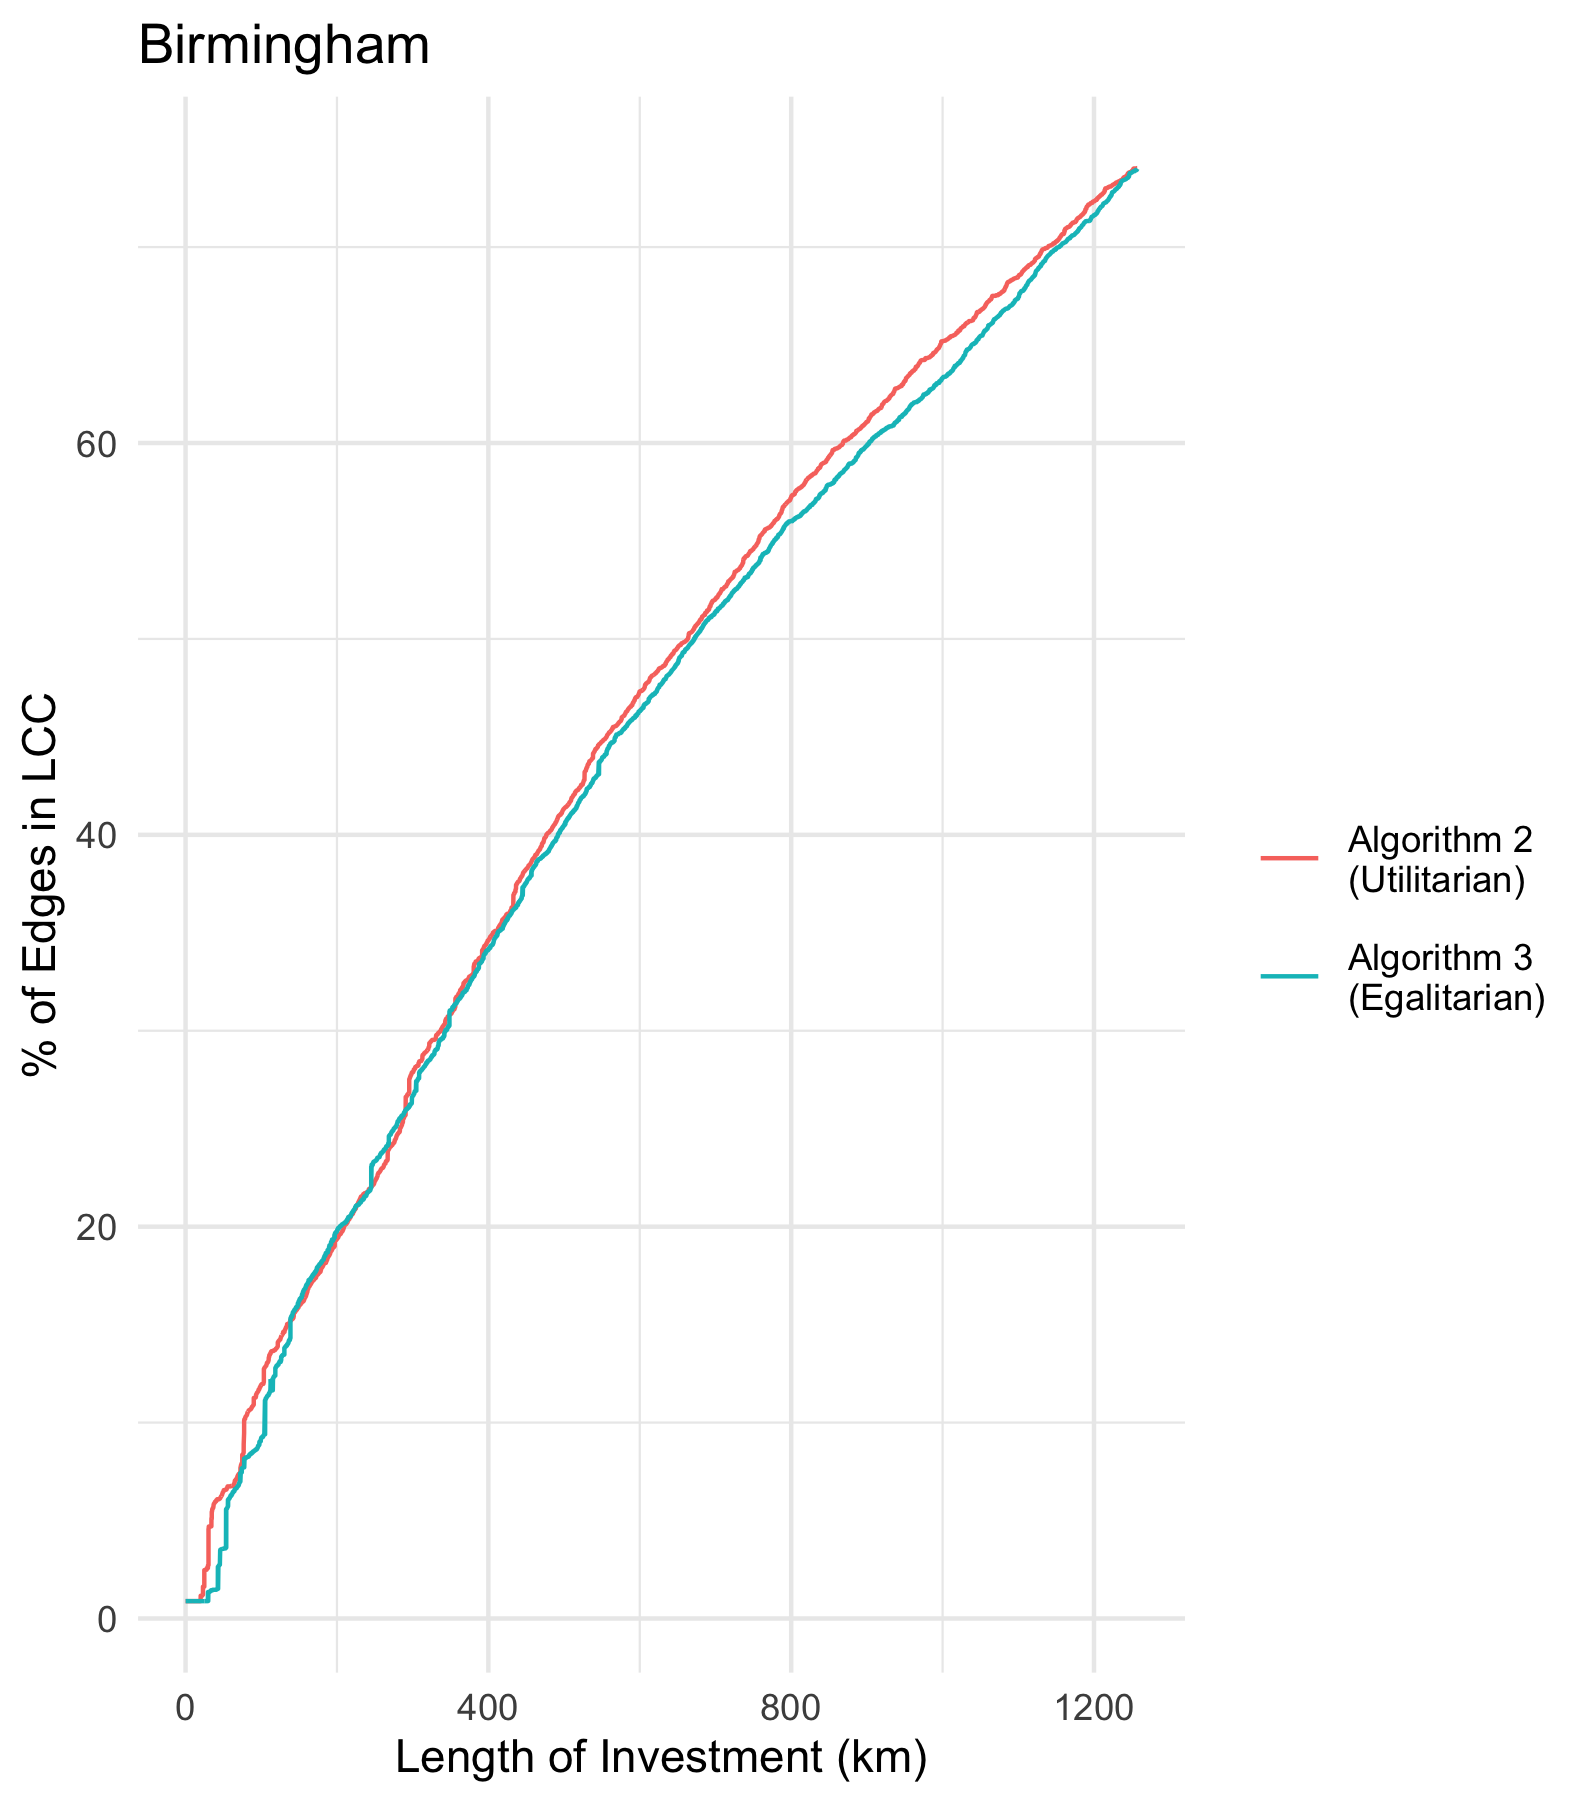 Birmingham
% of Edges in LCC
60
40
20
0
0 400 800 1200
Length of Investment (km)
Algorithm 2
(Utilitarian)
Algorithm 3
(Egalitarian)